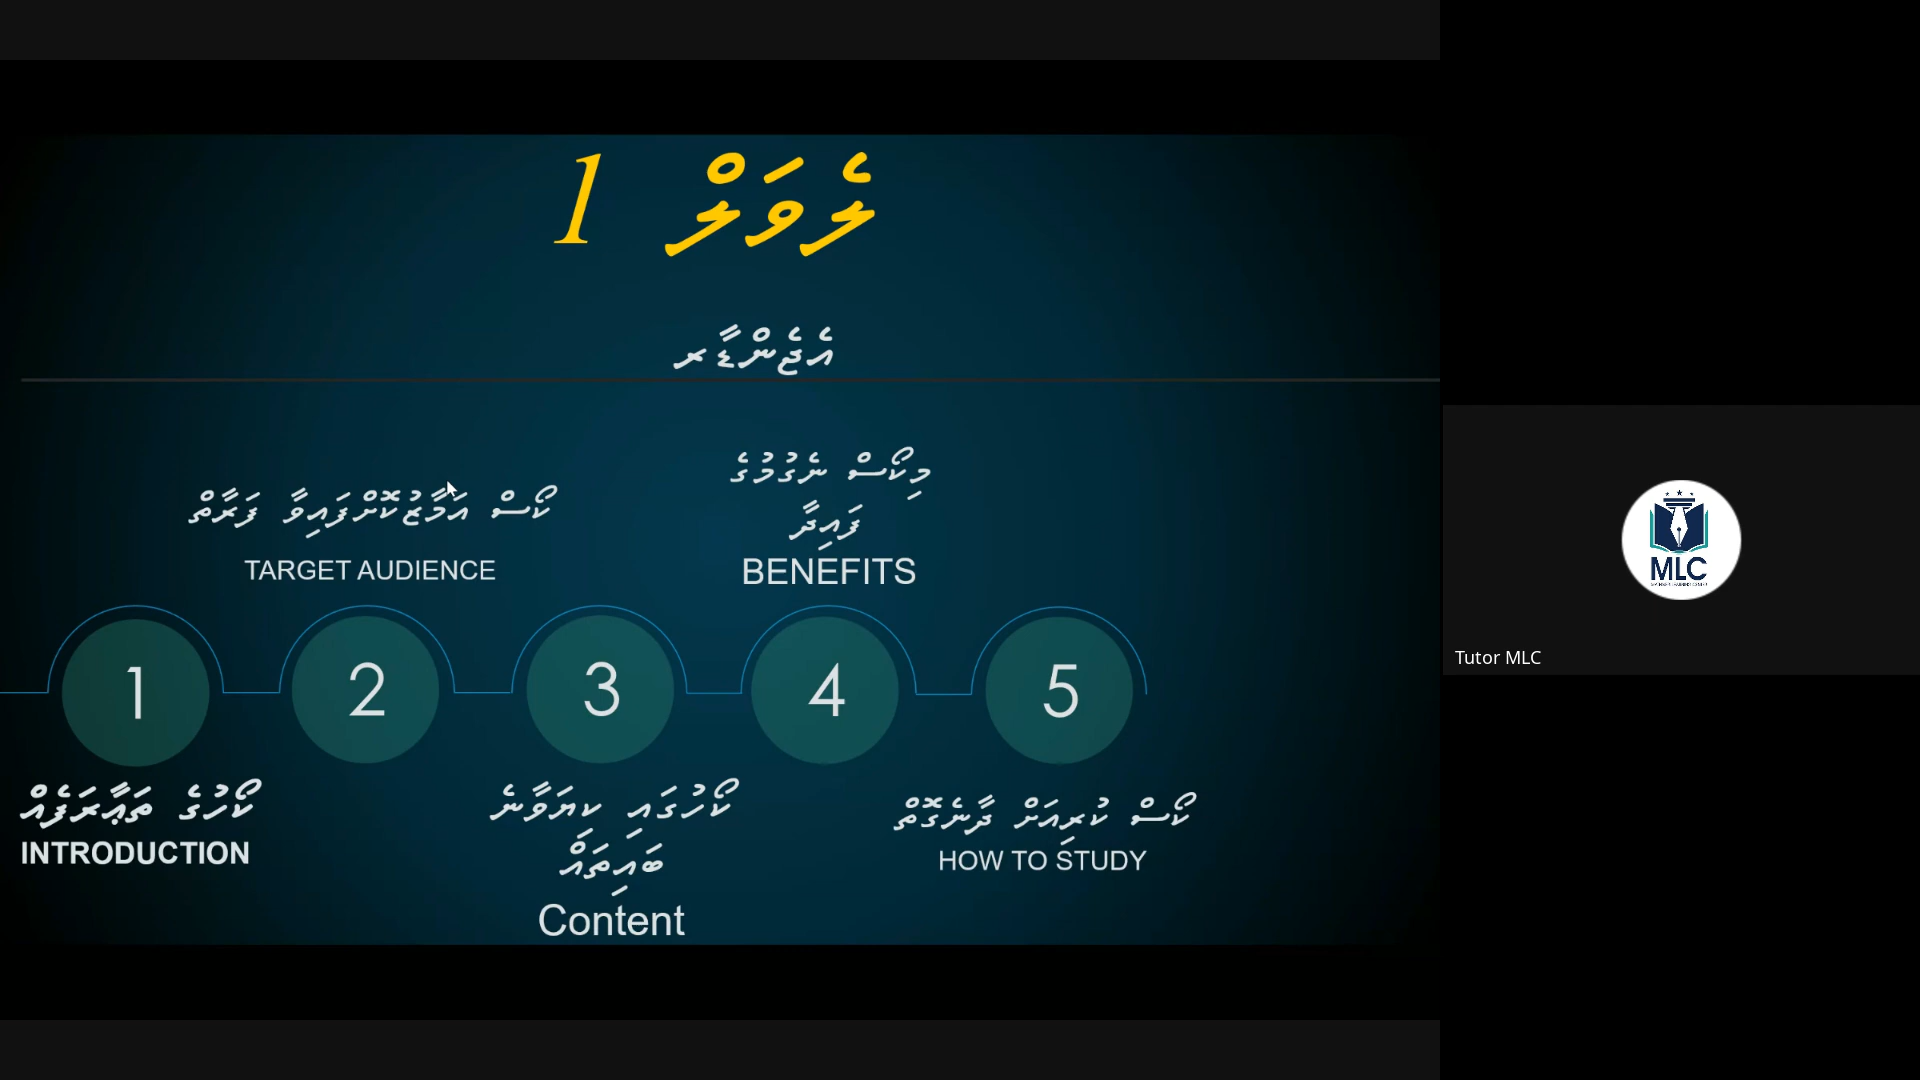 ލެވަލް 1
އެޖެންޑާރ
ކޯސް އަމާޒުކޮށްފައިވާ ފަރާތް
TARGET AUDIENCE
މިކޯސް ނެގުމުގެ
ފައިދާ
BENEFITS
1
2
3
4
5
ކޯހުގެ ތަޢާރަފެއް
INTRODUCTION
ކޯހުގައި ކިޔަވާނެ
ބައިތައް
Content
ކޯސް ކުރިއަށް ދާނެގޮތް
HOW TO STUDY
MLC
Tutor MLC